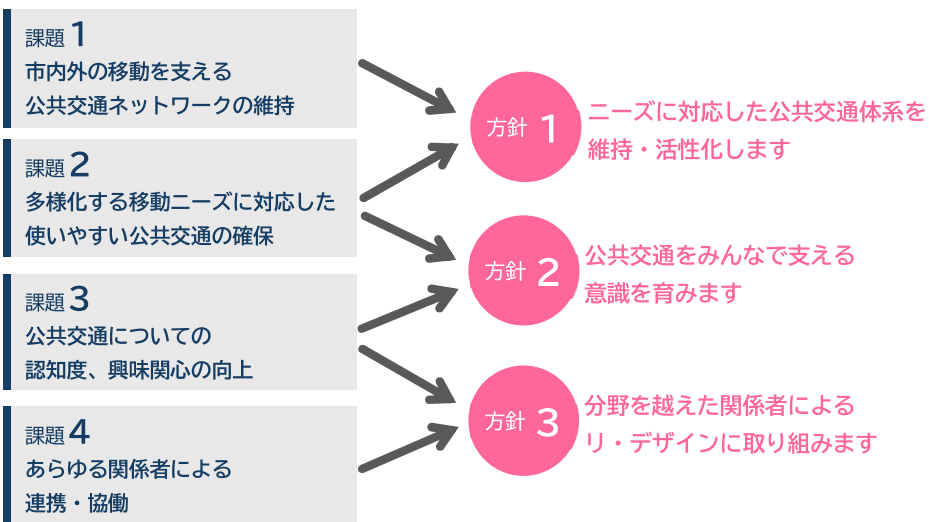 課題1
市内外の移動を支える
公共交通ネットワークの維持
課題2
多様化する移動ニーズに対応した
使いやすい公共交通の確保
課題3
公共交通についての
認知度、興味関心の向上
課題4
あらゆる関係者による
連携・協働
方針 1
ニーズに対応した公共交通体系を
維持・活性化します
方針 2
公共交通をみんなで支える
意識を育みます
方針 3
分野を越えた関係者による
リ・デザインに取り組みます